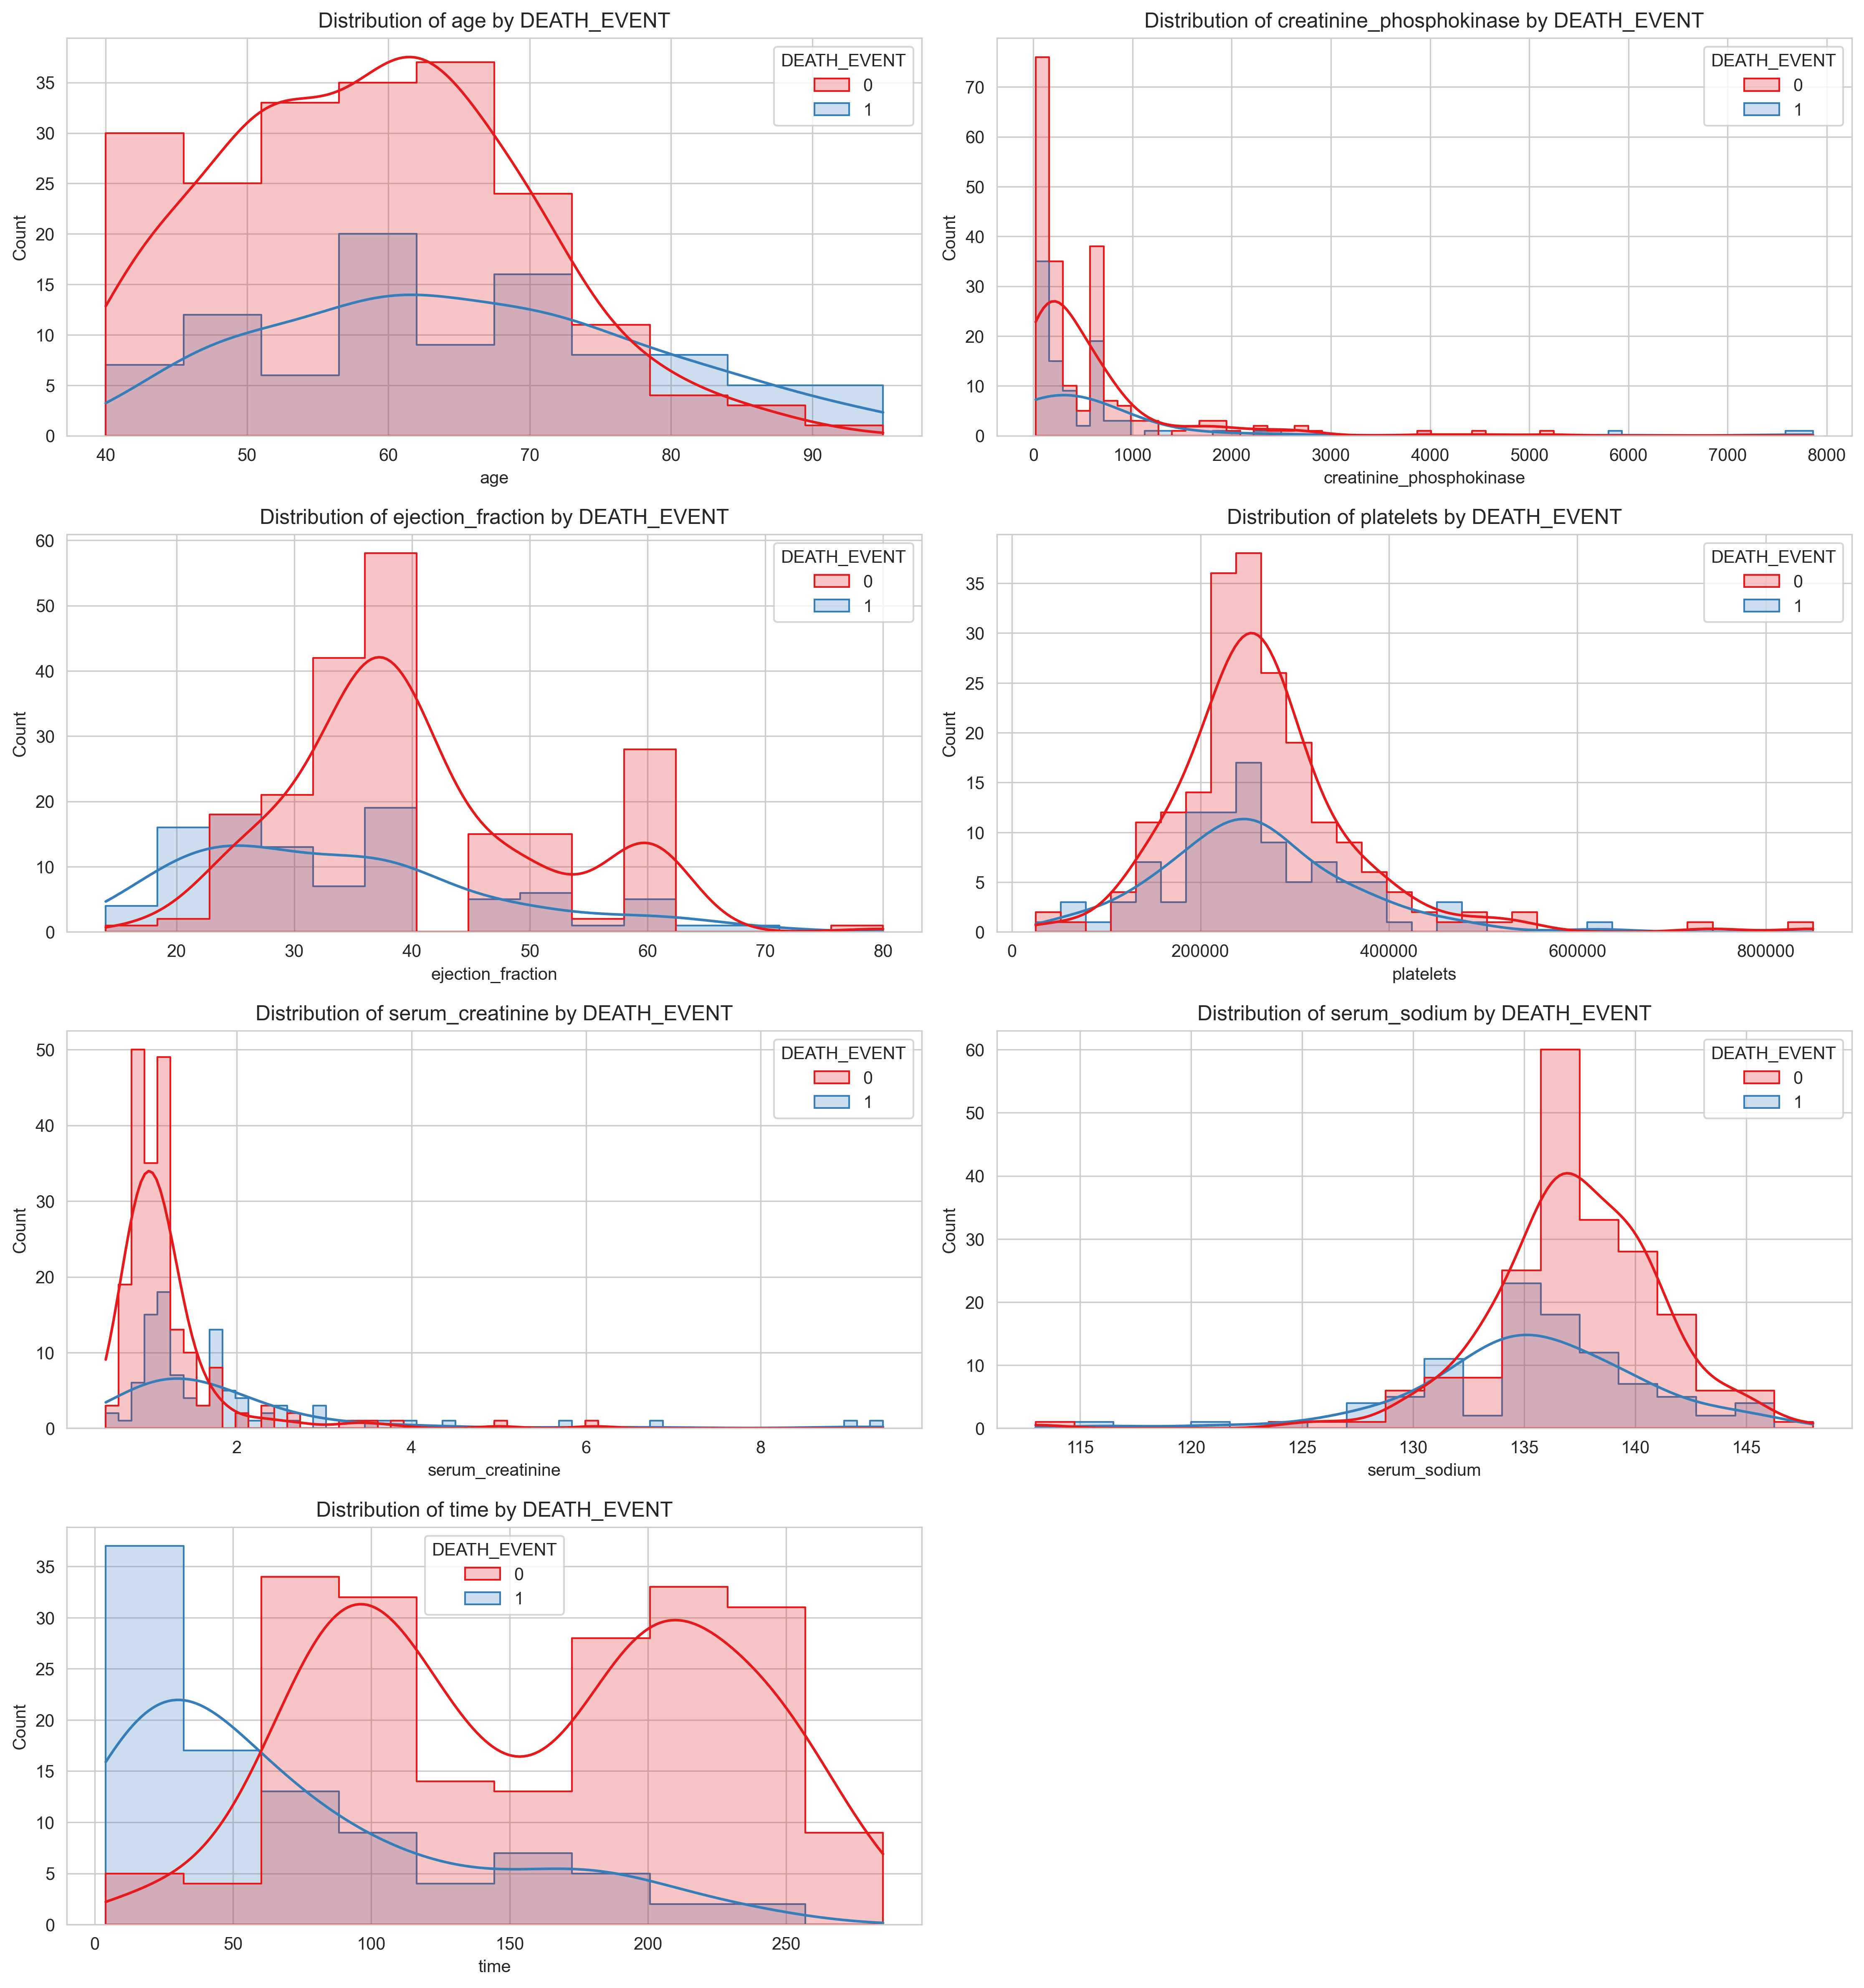 Distribution of age by DEATH_EVENT
DEATH_EVENT
0
1
Count
35
30
25
20
15
10
5
0
40 50 60 70 80 90
age
Distribution of creatinine_phosphokinase by DEATH_EVENT
DEATH_EVENT
0
1
Count
70
60
50
40
30
20
10
0
0 1000 2000 3000 4000 5000 6000 7000 8000
creatinine_phosphokinase
Distribution of ejection_fraction by DEATH_EVENT
DEATH_EVENT
0
1
Count
60
50
40
30
20
10
0
20 30 40 50 60 70 80
ejection_fraction
Distribution of platelets by DEATH_EVENT
DEATH_EVENT
0
1
Count
35
30
25
20
15
10
5
0
0 200000 400000 600000 800000
platelets
Distribution of serum_creatinine by DEATH_EVENT
DEATH_EVENT
0
1
Count
50
40
30
20
10
0
2 4 6 8
serum_creatinine
Distribution of serum_sodium by DEATH_EVENT
DEATH_EVENT
0
1
Count
60
50
40
30
20
10
0
115 120 125 130 135 140 145
serum_sodium
Distribution of time by DEATH_EVENT
DEATH_EVENT
0
1
Count
35
30
25
20
15
10
5
0
0 50 100 150 200 250
time